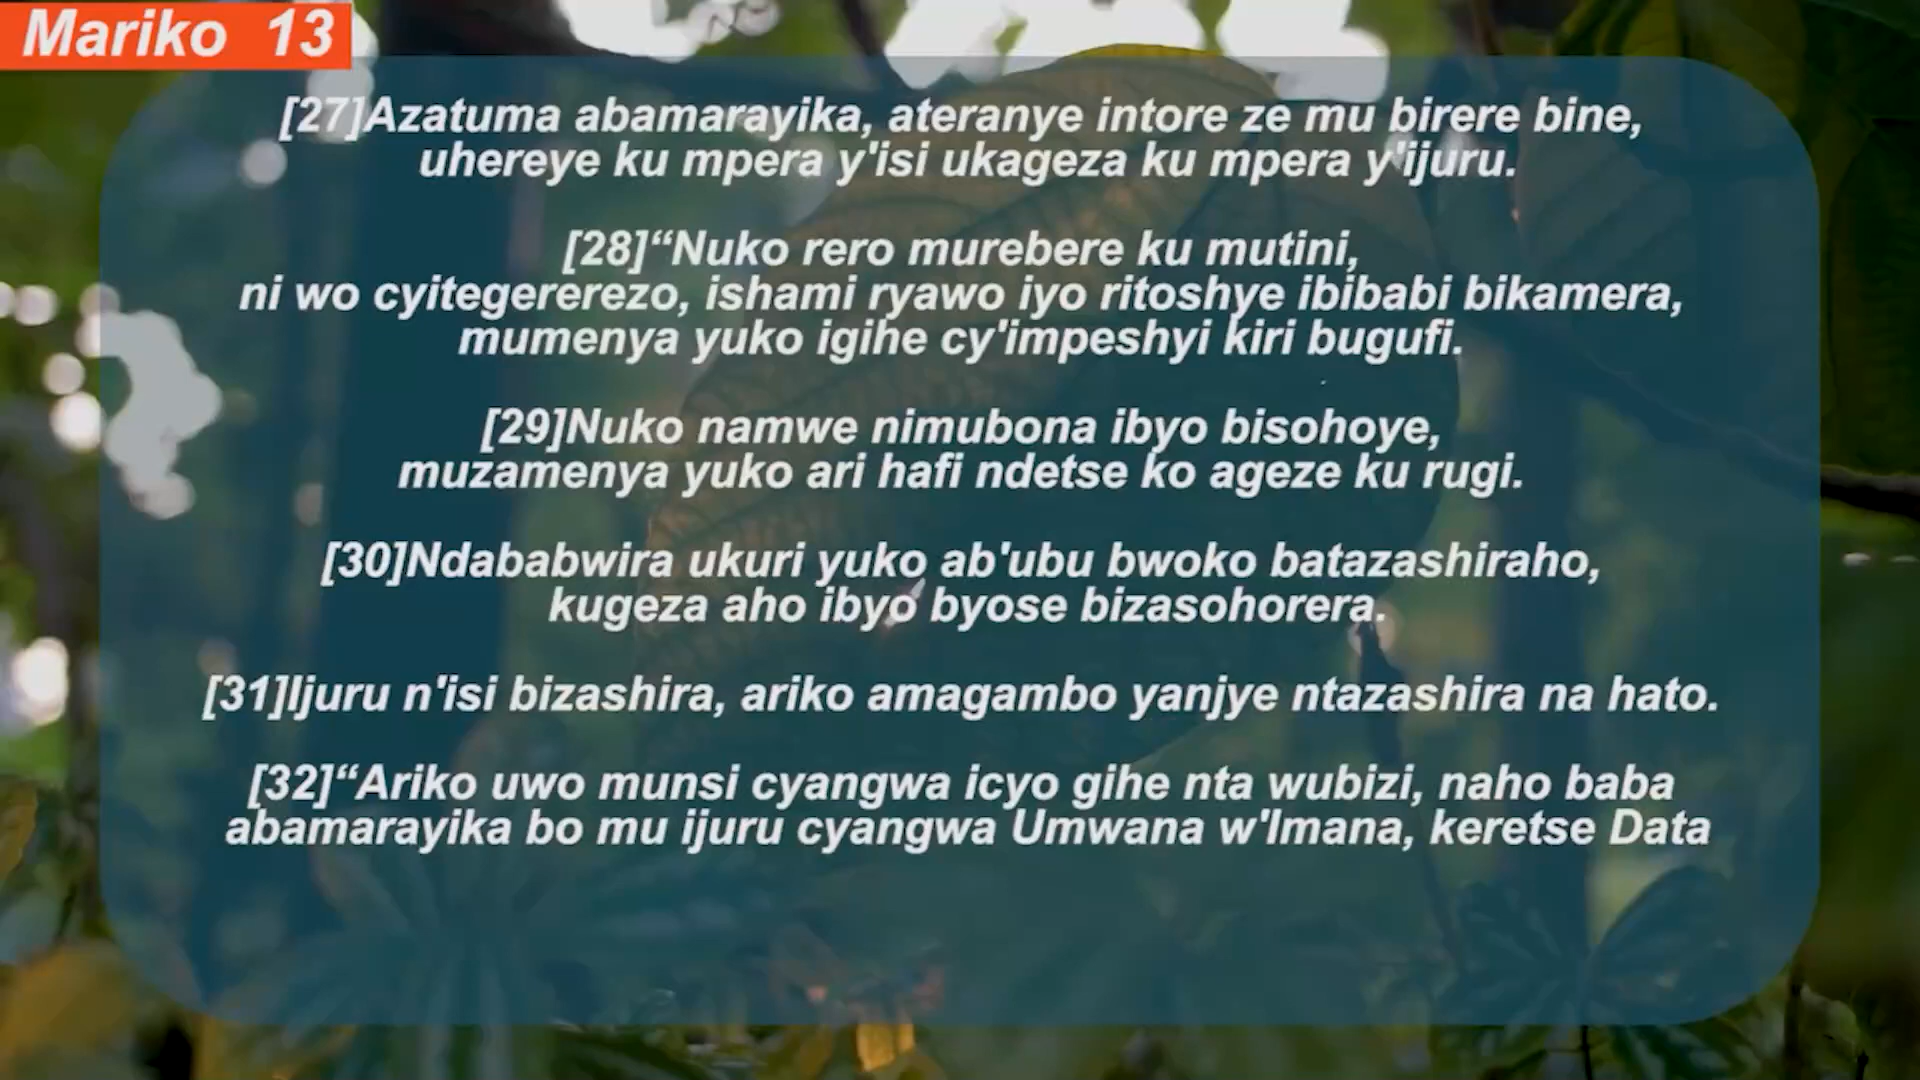 Mariko 13
[27]Azatuma abamarayika, ateranye intore ze mu birere bine,
uhereye ku mpera y'isi ukageza ku mpera y'ijuru.
[28]“Nuko rero murebere ku mutini,
ni wo cyitegererezo, ishami ryawo iyo ritoshye ibibabi bikamera,
mumenya yuko igihe cy'impeshyi kiri bugufi.
[29]Nuko namwe nimubona ibyo bisohoye,
muzamenya yuko ari hafi ndetse ko ageze ku rugi.
[30]Ndababwira ukuri yuko ab'ubu bwoko batazashiraho,
kugeza aho ibyo byose bizasohorera.
[31]Ijuru n'isi bizashira, ariko amagambo yanjye ntazashira na hato.
[32]“Ariko uwo munsi cyangwa icyo gihe nta wubizi, naho baba
abamarayika bo mu ijuru cyangwa Umwana w'Imana, keretse Data